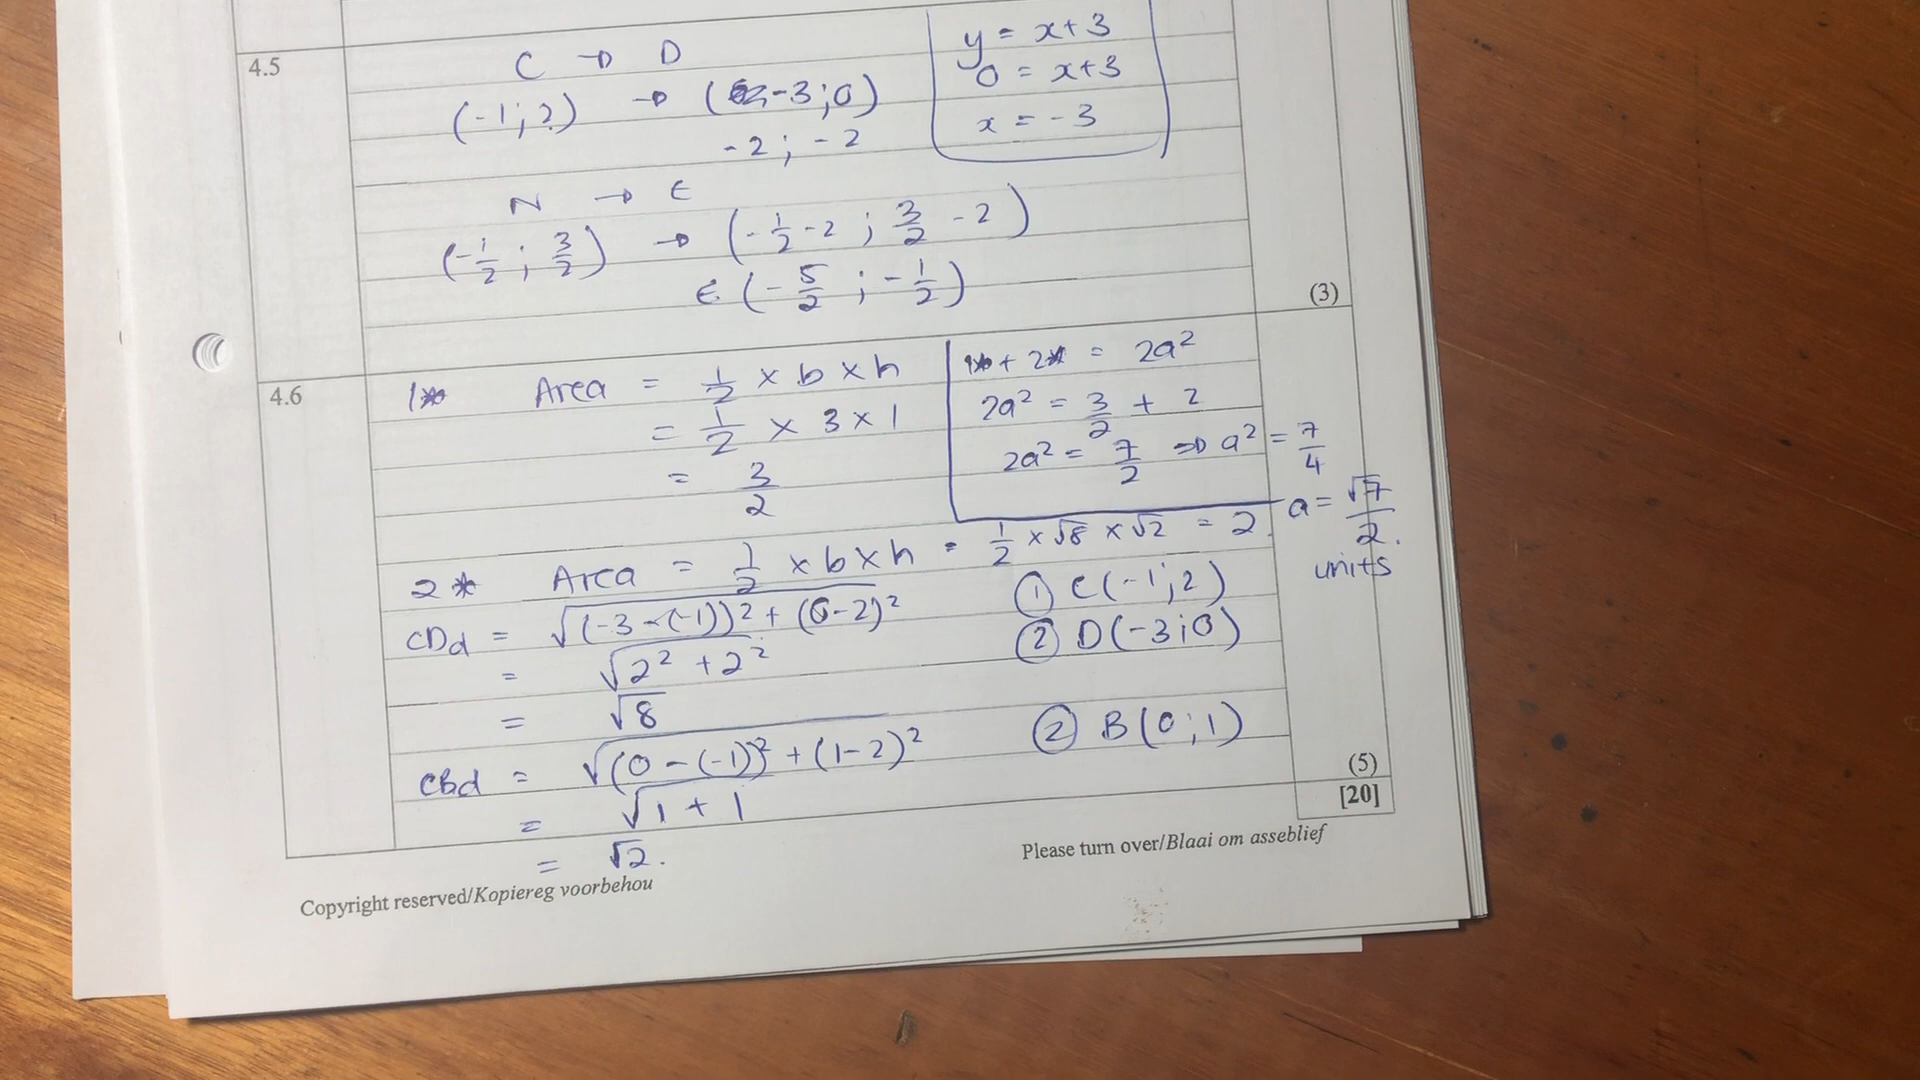 4.5
C → D
(-1;2) → (-3;0)
-2 ; -2
y = x+3
0 = x+3
x = -3
N → E
(-1/2 ; 3/2) → (-1/2 -2 ; 3/2 -2)
E (-5/2 ; -1/2)
(3)
4.6
1* Area = 1/2 × b × h
= 1/2 × 3 × 1
= 3/2
1* + 2* = 2a²
2a² = 3/2 + 2
2a² = 7/2 ⇒ a² = 7/4
a = √7/2.
units
2* Area = 1/2 × b × h = 1/2 × √8 × √2 = 2.
CDd = √(-3-(-1))² + (0-2)²
= √2² + 2²
= √8
① C(-1;2)
② D(-3;0)
CBd = √(0-(-1))² + (1-2)²
② B(0;1)
= √1 + 1
= √2.
(5)
[20]
Copyright reserved/Kopiereg voorbehou
Please turn over/Blaai om asseblief